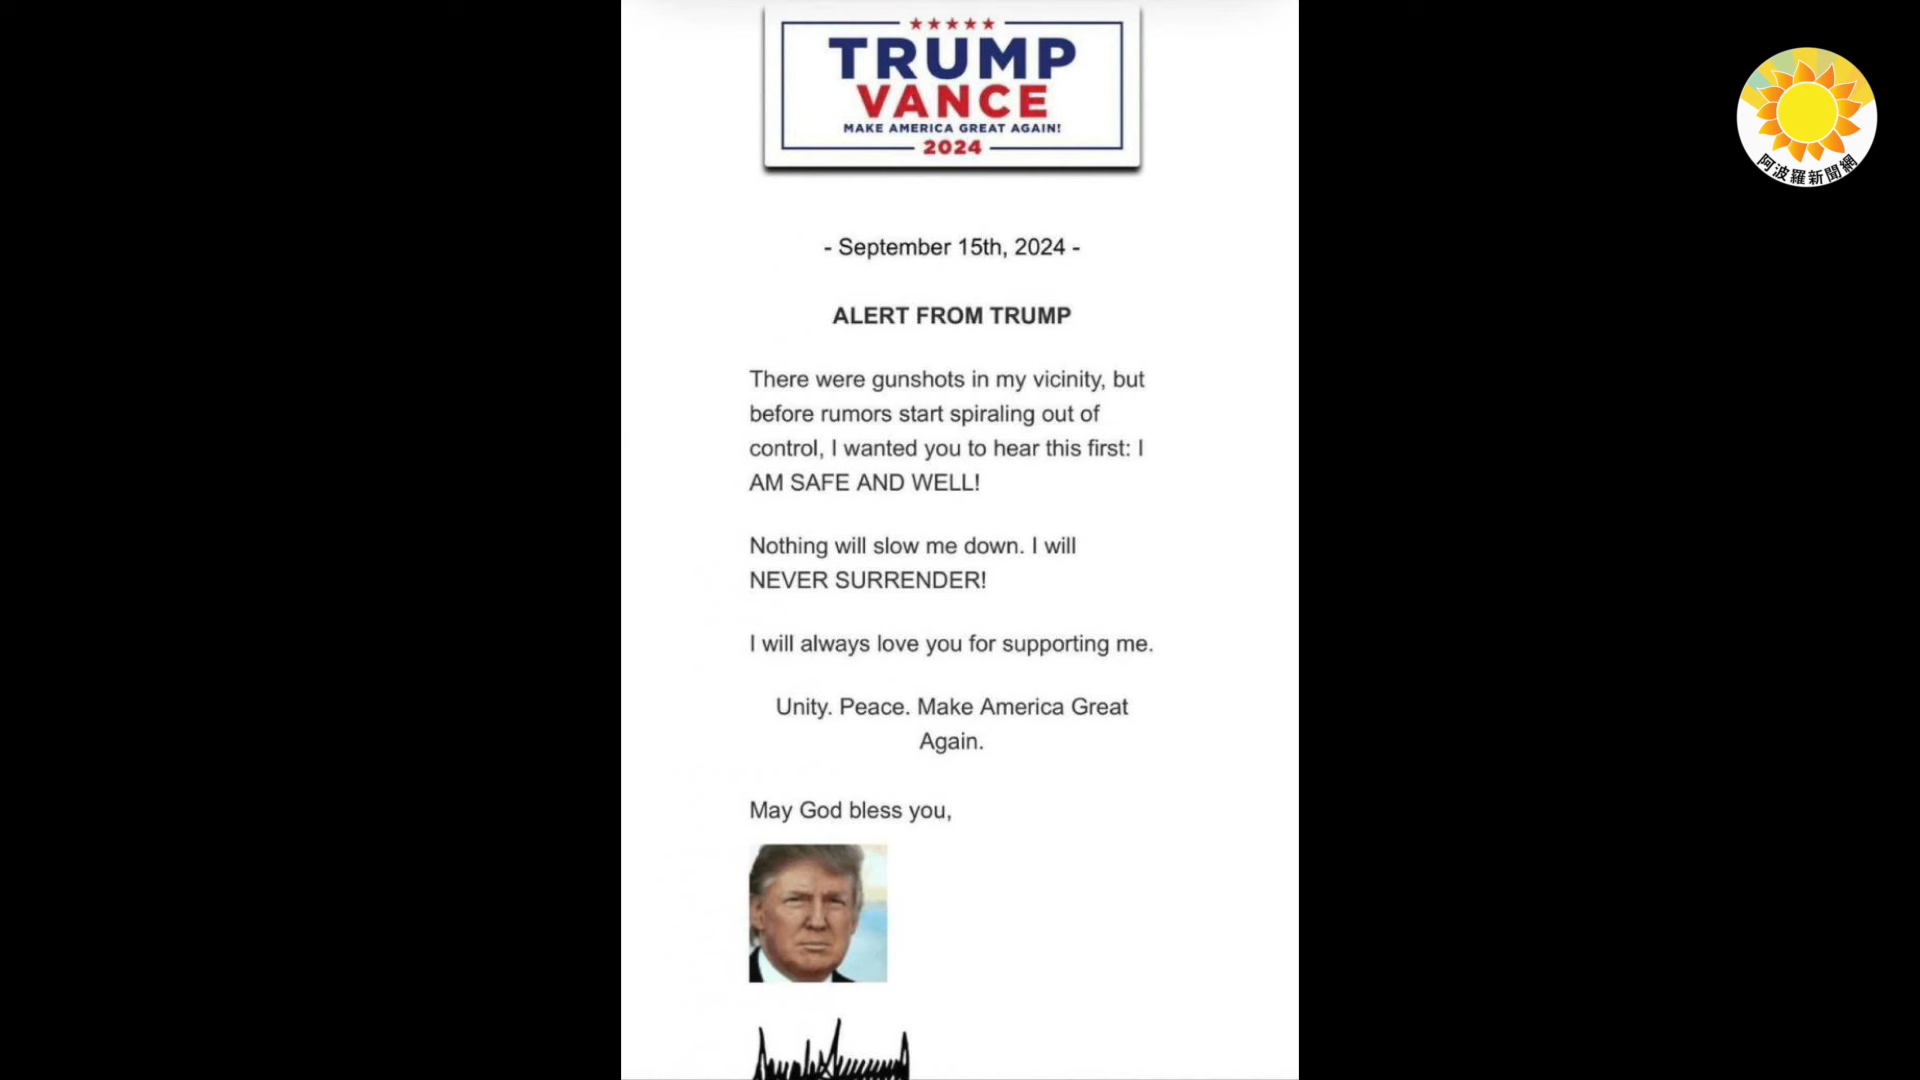 TRUMP
VANCE
MAKE AMERICA GREAT AGAIN!
2024
阿波羅新聞網
- September 15th, 2024 -
ALERT FROM TRUMP
There were gunshots in my vicinity, but
before rumors start spiraling out of
control, I wanted you to hear this first: I
AM SAFE AND WELL!
Nothing will slow me down. I will
NEVER SURRENDER!
I will always love you for supporting me.
Unity. Peace. Make America Great
Again.
May God bless you,